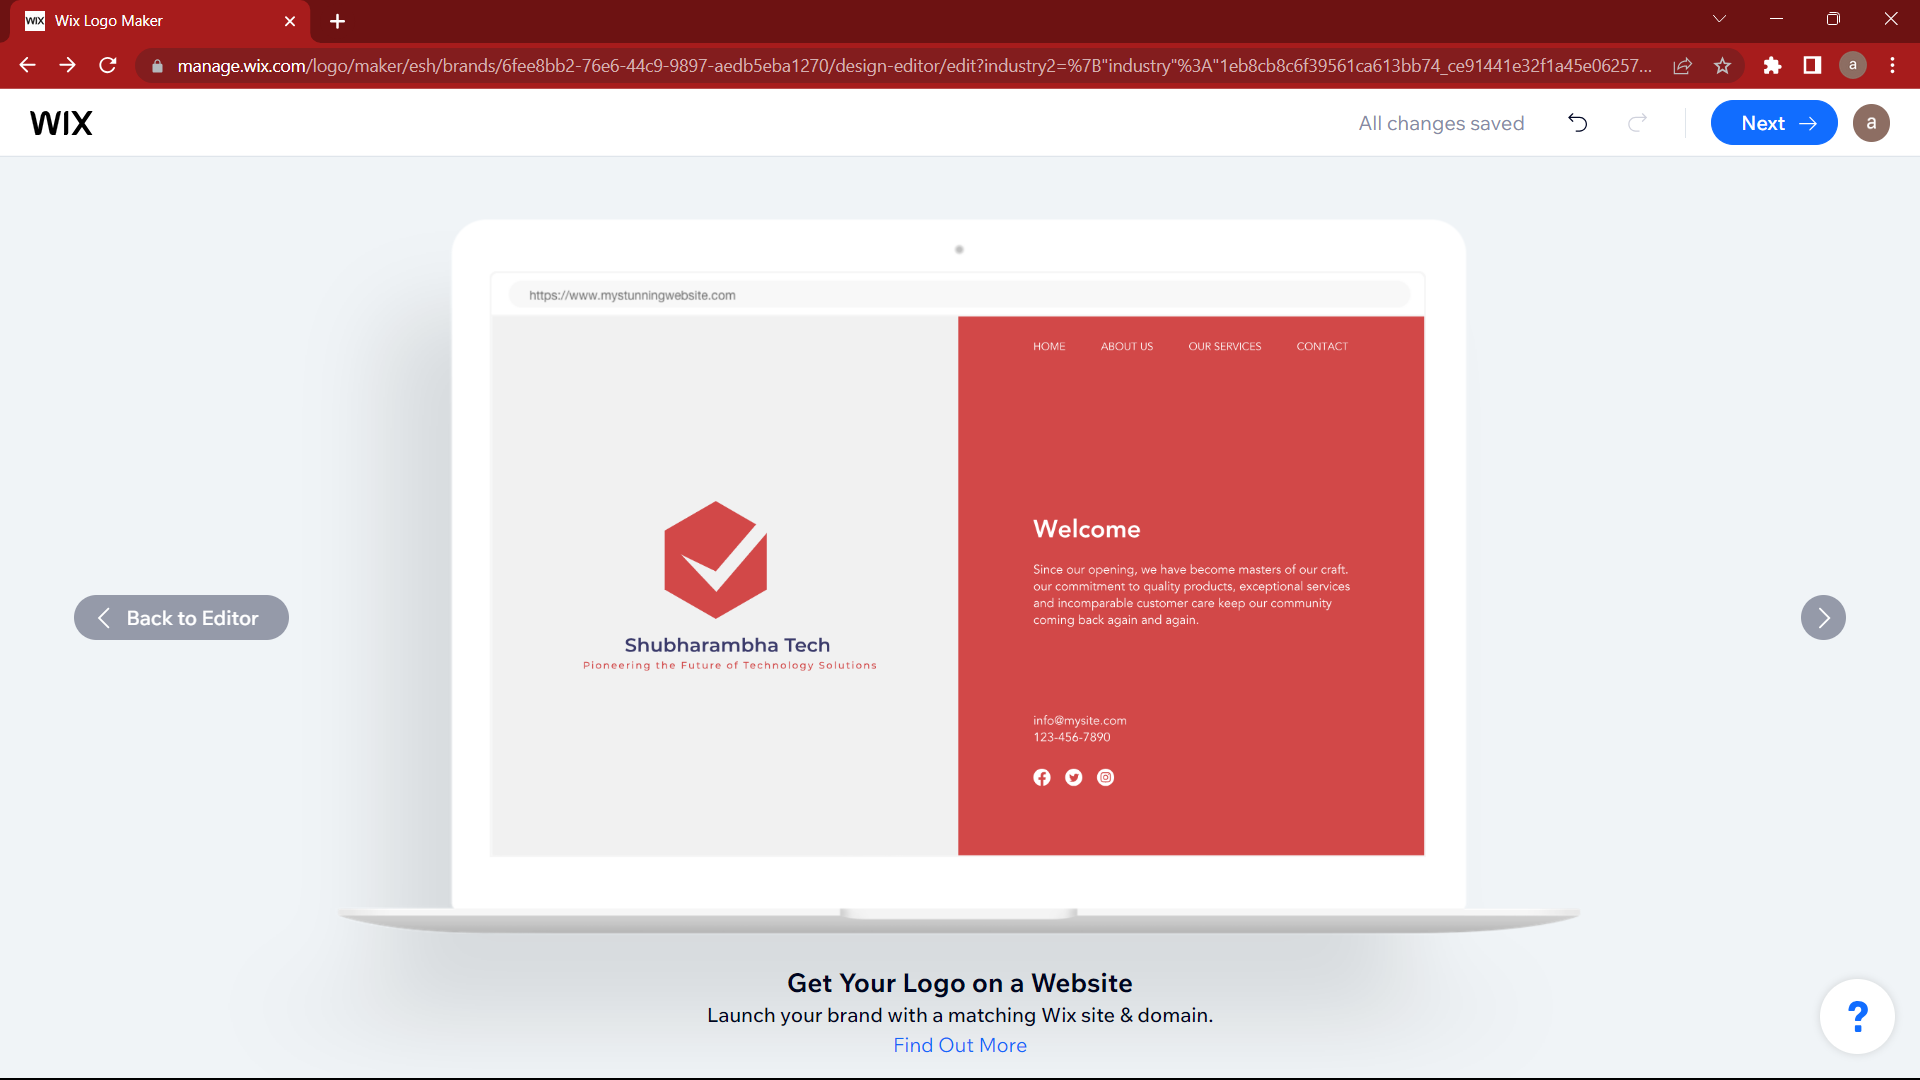 WIX Wix Logo Maker
manage.wix.com/logo/maker/esh/brands/6fee8bb2-76e6-44c9-9897-aedb5eba1270/design-editor/edit?industry2=%7B"industry"%3A"1eb8cb8c6f39561ca613bb74_ce91441e32f1a45e06257... a
WIX All changes saved Next a
https://www.mystunningwebsite.com
HOME ABOUT US OUR SERVICES CONTACT
Welcome
Since our opening, we have become masters of our craft.
our commitment to quality products, exceptional services
and incomparable customer care keep our community
coming back again and again.
Back to Editor
Shubharambha Tech
Pioneering the Future of Technology Solutions
info@mysite.com
123-456-7890
Get Your Logo on a Website
Launch your brand with a matching Wix site & domain.
Find Out More
?